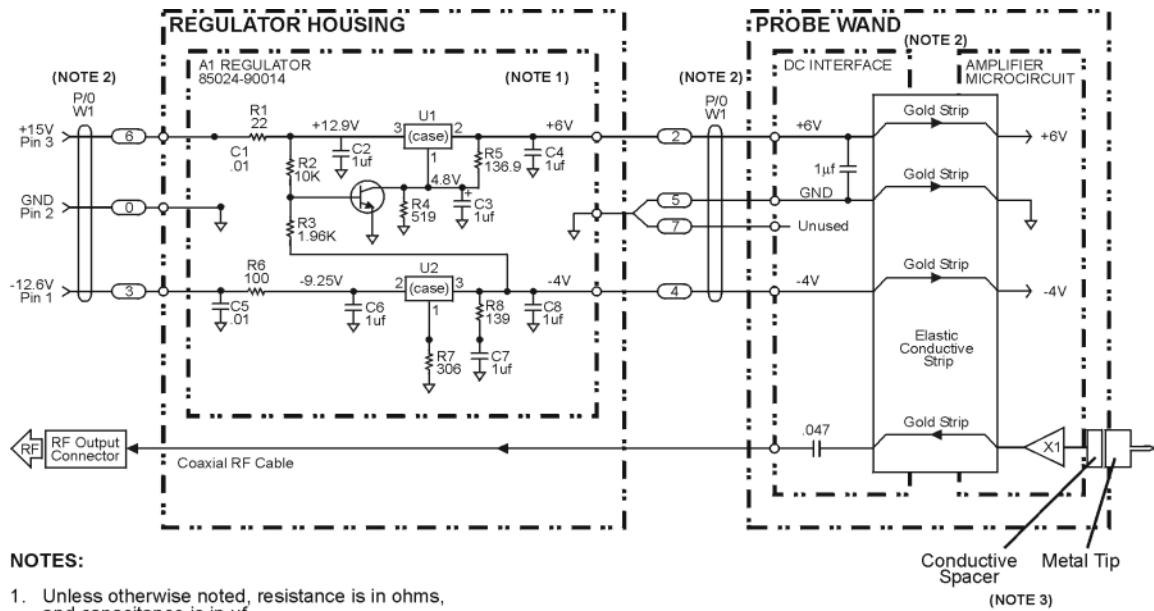 REGULATOR HOUSING
PROBE WAND
(NOTE 2)
A1 REGULATOR
85024-90014
(NOTE 1)
(NOTE 2)
(NOTE 2)
DC INTERFACE
AMPLIFIER
MICROCIRCUIT
P/0
W1
P/0
W1
+15V
Pin 3
6
R1
22
+12.9V
U1
3
(case)
2
1
+6V
2
+6V
Gold Strip
+6V
C1
.01
R2
10K
C2
1uf
R5
136.9
C4
1uf
1µf
4.8V
+
R4
519
C3
1uf
GND
Pin 2
0
5
GND
Gold Strip
7
Unused
R3
1.96K
-12.6V
Pin 1
3
R6
100
-9.25V
U2
2
(case)
3
1
-4V
4
-4V
Gold Strip
-4V
C5
.01
C6
1uf
R8
139
C8
1uf
R7
306
C7
1uf
Elastic
Conductive
Strip
RF
RF Output
Connector
Coaxial RF Cable
.047
Gold Strip
X1
NOTES:
Conductive
Spacer
Metal Tip
(NOTE 3)
1. Unless otherwise noted, resistance is in ohms,
and capacitance is in uf